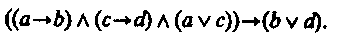 ((a→b) ∧ (c→d) ∧ (a ∨ c))→(b ∨ d).